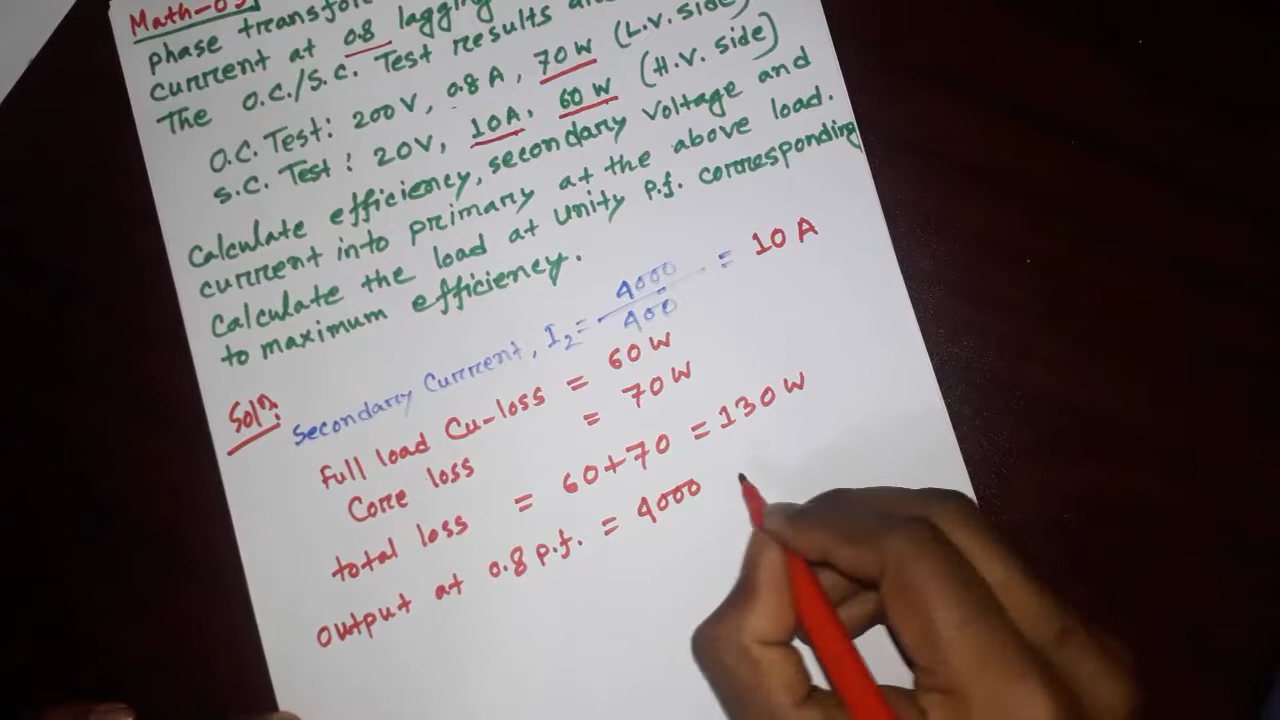 Math-03
phase transfor
current at 0.8 lagging
The O.C./S.C. Test results
O.C. Test: 200V, 0.8A, 70W (L.V. side)
S.C. Test: 20V, 10A, 60W (H.V. side)
Calculate efficiency, secondary voltage and
current into primary at the above load.
Calculate the load at unity p.f. corresponding
to maximum efficiency.
Soln:
Secondary Current, I₂ = 4000/400 = 10 A
Full load Cu-loss = 60 W
Core loss = 70 W
total loss = 60+70 = 130 W
output at 0.8 p.f. = 4000